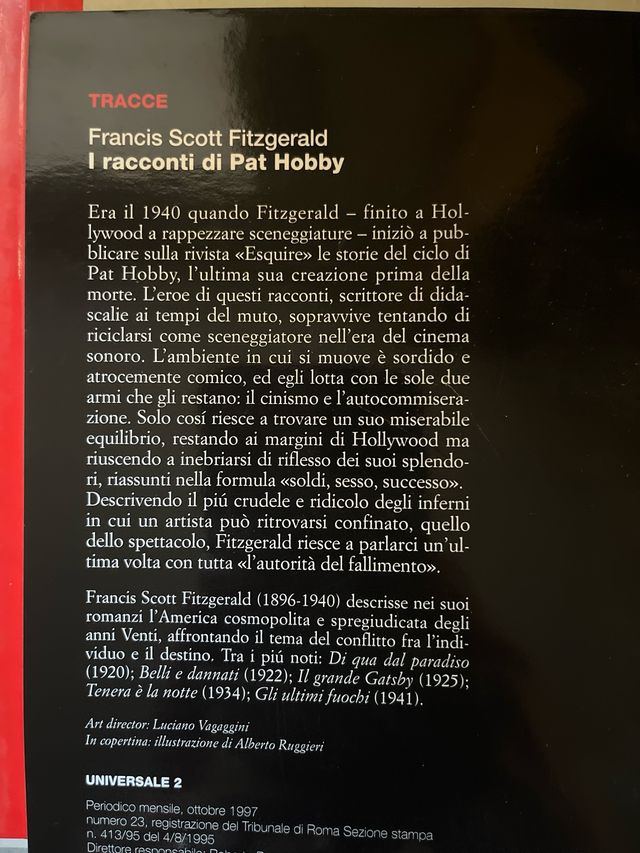 TRACCE
Francis Scott Fitzgerald
I racconti di Pat Hobby
Era il 1940 quando Fitzgerald – finito a Hol-
lywood a rappezzare sceneggiature – iniziò a pub-
blicare sulla rivista «Esquire» le storie del ciclo di
Pat Hobby, l'ultima sua creazione prima della
morte. L'eroe di questi racconti, scrittore di dida-
scalie ai tempi del muto, sopravvive tentando di
riciclarsi come sceneggiatore nell'era del cinema
sonoro. L'ambiente in cui si muove è sordido e
atrocemente comico, ed egli lotta con le sole due
armi che gli restano: il cinismo e l'autocommisera-
zione. Solo cosí riesce a trovare un suo miserabile
equilibrio, restando ai margini di Hollywood ma
riuscendo a inebriarsi di riflesso dei suoi splendo-
ri, riassunti nella formula «soldi, sesso, successo».
Descrivendo il piú crudele e ridicolo degli inferni
in cui un artista può ritrovarsi confinato, quello
dello spettacolo, Fitzgerald riesce a parlarci un'ul-
tima volta con tutta «l'autorità del fallimento».
Francis Scott Fitzgerald (1896-1940) descrisse nei suoi
romanzi l'America cosmopolita e spregiudicata degli
anni Venti, affrontando il tema del conflitto fra l'indi-
viduo e il destino. Tra i piú noti: Di qua dal paradiso
(1920); Belli e dannati (1922); Il grande Gatsby (1925);
Tenera è la notte (1934); Gli ultimi fuochi (1941).
Art director: Luciano Vagaggini
In copertina: illustrazione di Alberto Ruggieri
UNIVERSALE 2
Periodico mensile, ottobre 1997
numero 23, registrazione del Tribunale di Roma Sezione stampa
n. 413/95 del 4/8/1995
Direttore responsabile: